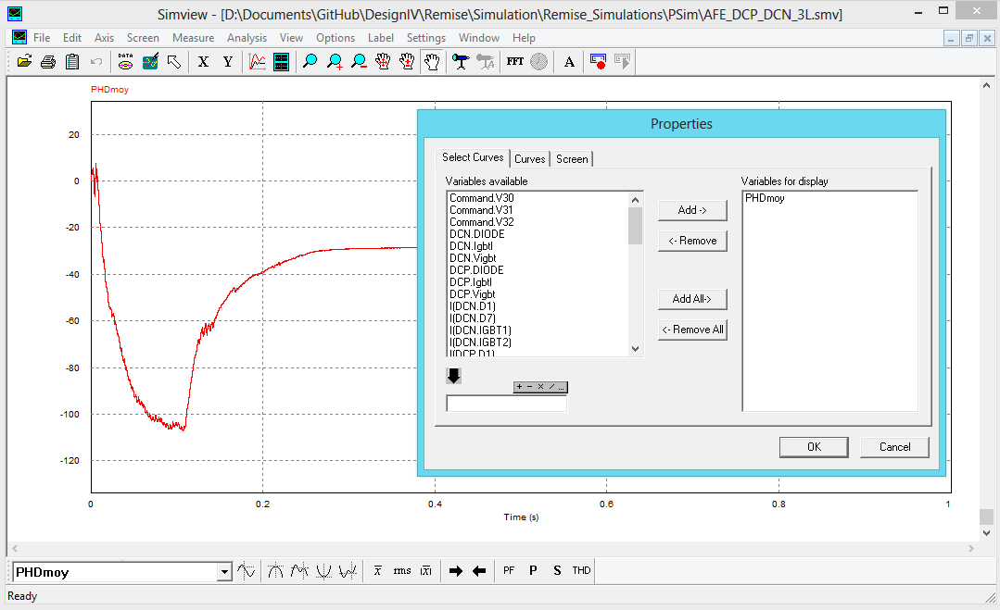 Simview - [D:\Documents\GitHub\DesignIV\Remise\Simulation\Remise_Simulations\PSim\AFE_DCP_DCN_3L.smv]
File Edit Axis Screen Measure Analysis View Options Label Settings Window Help
DATA X Y FFT A
PHDmoy
20
0
-20
-40
-60
-80
-100
-120
0 0.2 0.4 0.6 0.8 1
Time (s)
Properties
Select Curves Curves Screen
Variables available
Command.V30
Command.V31
Command.V32
DCN.DIODE
DCN.Igbtl
DCN.Vigbt
DCP.DIODE
DCP.Igbtl
DCP.Vigbt
I(DCN.D1)
I(DCN.D7)
I(DCN.IGBT1)
I(DCN.IGBT2)
I(DCP.D1)
Add ->
<- Remove
Add All->
<- Remove All
Variables for display
PHDmoy
+ - × / ...
OK Cancel
PHDmoy
x rms |x| PF P S THD
Ready